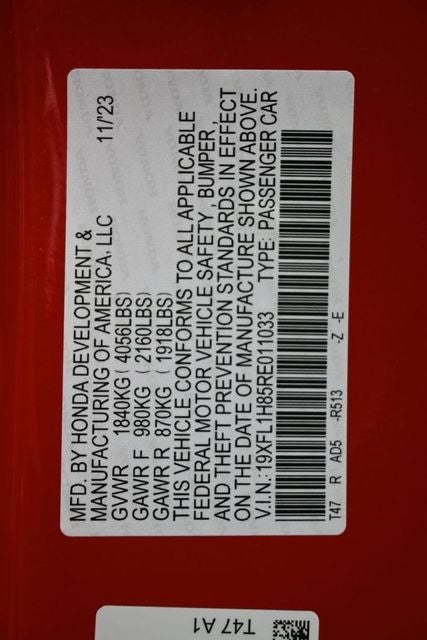 MFD. BY HONDA DEVELOPMENT &
MANUFACTURING OF AMERICA, LLC 11/'23
GVWR 1840KG ( 4056LBS)
GAWR F 980KG ( 2160LBS)
GAWR R 870KG ( 1918LBS)
THIS VEHICLE CONFORMS TO ALL APPLICABLE
FEDERAL MOTOR VEHICLE SAFETY , BUMPER ,
AND THEFT PREVENTION STANDARDS IN EFFECT
ON THE DATE OF MANUFACTURE SHOWN ABOVE.
V.I.N.: 19XFL1H85RE011033 TYPE: PASSENGER CAR
T47 R AD5 -R513 -Z -E
T47 A1